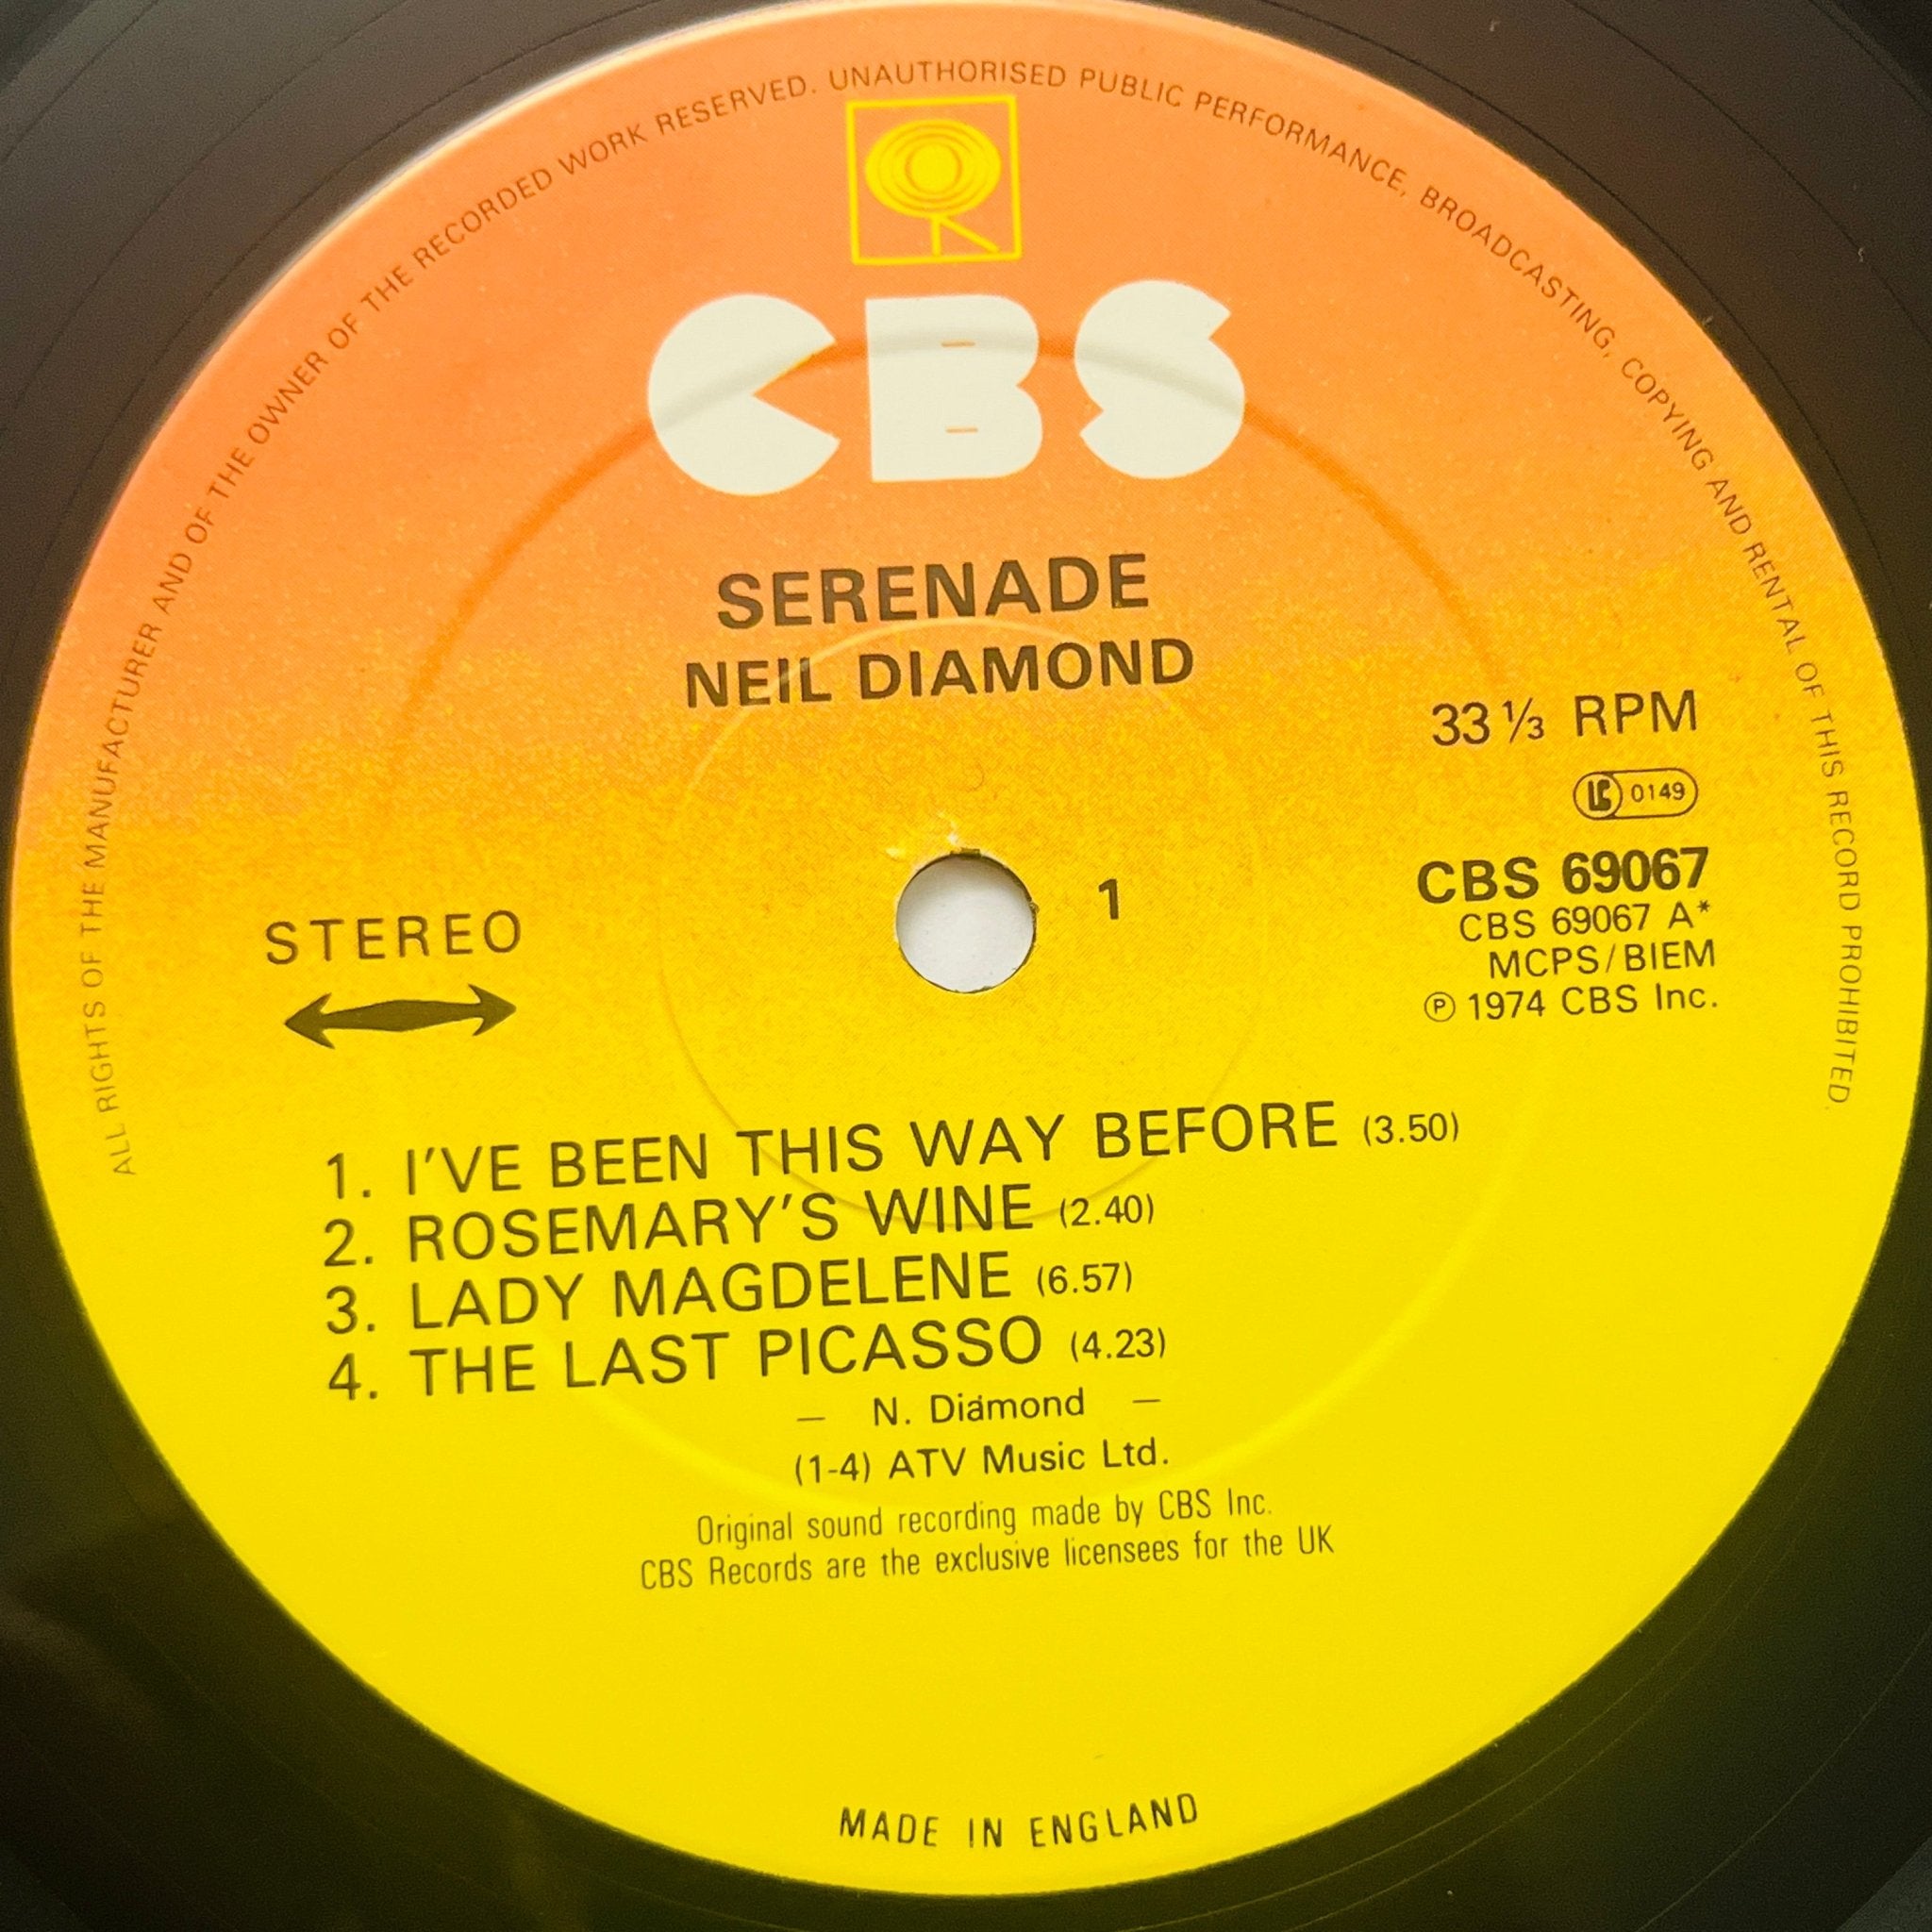 ALL RIGHTS OF THE MANUFACTURER AND OF THE OWNER OF THE RECORDED WORK RESERVED. UNAUTHORISED PUBLIC PERFORMANCE, BROADCASTING, COPYING AND RENTAL OF THIS RECORD PROHIBITED.
CBS
SERENADE
NEIL DIAMOND
33 ⅓ RPM
LC 0149
STEREO
1
CBS 69067
CBS 69067 A*
MCPS/BIEM
℗ 1974 CBS Inc.
1. I'VE BEEN THIS WAY BEFORE (3.50)
2. ROSEMARY'S WINE (2.40)
3. LADY MAGDELENE (6.57)
4. THE LAST PICASSO (4.23)
— N. Diamond —
(1-4) ATV Music Ltd.
Original sound recording made by CBS Inc.
CBS Records are the exclusive licensees for the UK
MADE IN ENGLAND